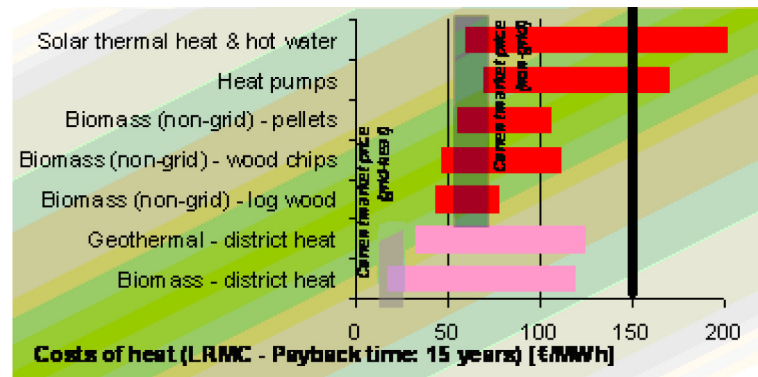 Solar thermal heat & hot water
Heat pumps
Biomass (non-grid) - pellets
Biomass (non-grid) - wood chips
Biomass (non-grid) - log wood
Geothermal - district heat
Biomass - district heat
Current market price
(grid-heat)
Current market price
(non-grid)
0 50 100 150 200
Costs of heat (LRMC - Payback time: 15 years) [€/MWh]